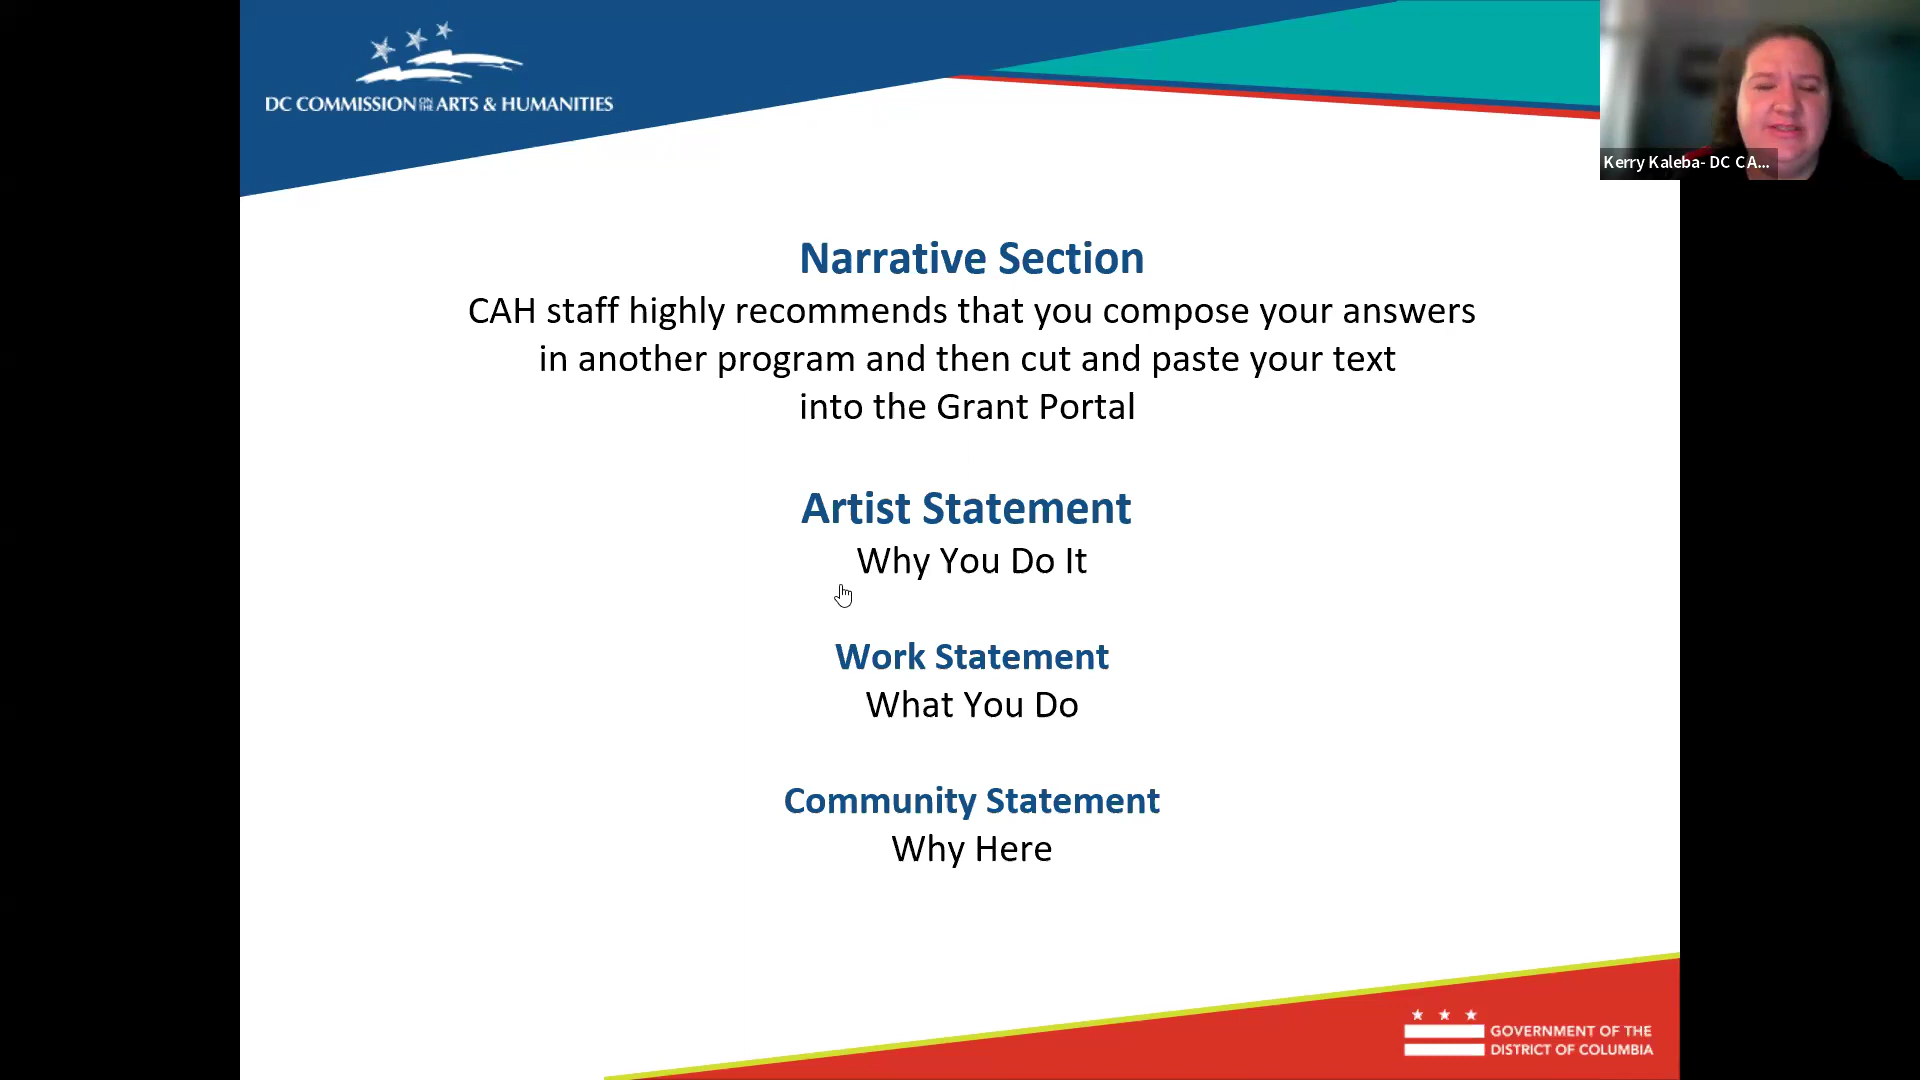 DC COMMISSION ON THE ARTS & HUMANITIES
Kerry Kaleba- DC CA...
Narrative Section
CAH staff highly recommends that you compose your answers
in another program and then cut and paste your text
into the Grant Portal
Artist Statement
Why You Do It
Work Statement
What You Do
Community Statement
Why Here
GOVERNMENT OF THE
DISTRICT OF COLUMBIA